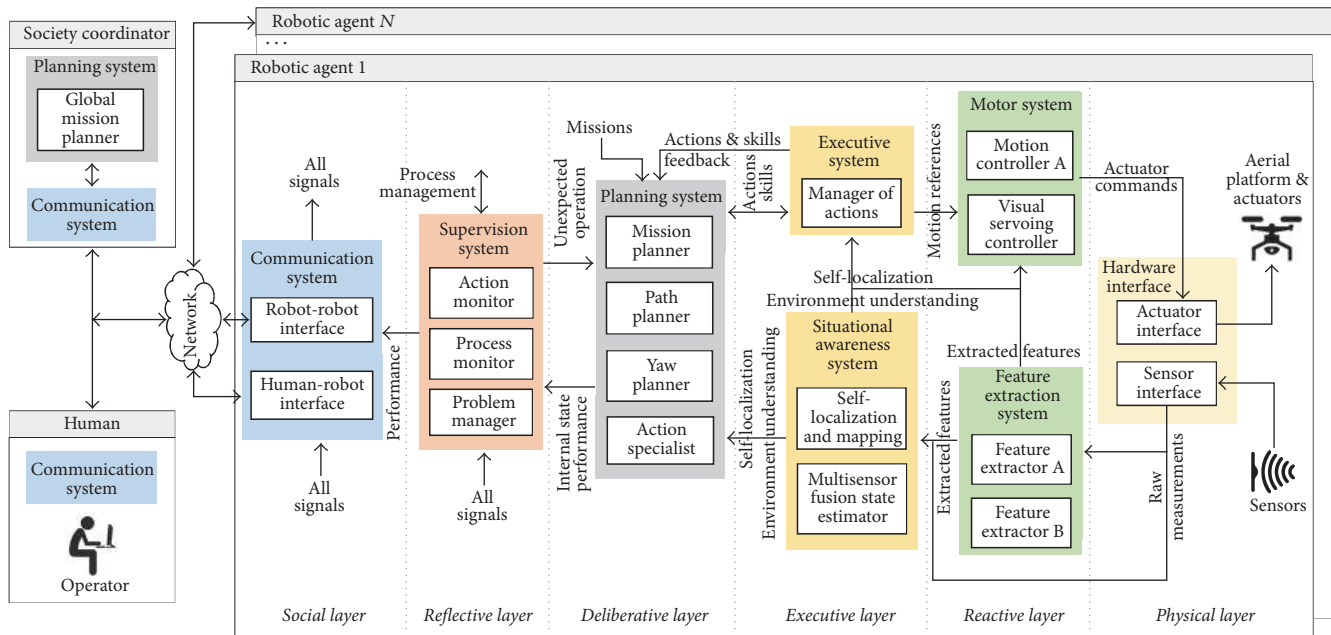 Society coordinator
Planning system
Global
mission
planner
Communication
system
Human
Communication
system
Operator
Network
Robotic agent N
...
Robotic agent 1
All
signals
Communication
system
Robot-robot
interface
Human-robot
interface
All
signals
Social layer
Performance
Process
management
Supervision
system
Action
monitor
Process
monitor
Problem
manager
All
signals
Reflective layer
Unexpected
operation
Internal state
performance
Missions
Planning system
Mission
planner
Path
planner
Yaw
planner
Action
specialist
Deliberative layer
Actions & skills
feedback
Actions
skills
Self-localization
Environment understanding
Executive
system
Manager of
actions
Self-localization
Environment understanding
Situational
awareness
system
Self-
localization
and mapping
Multisensor
fusion state
estimator
Executive layer
Motion references
Extracted features
Motor system
Motion
controller A
Visual
servoing
controller
Extracted features
Feature
extraction
system
Feature
extractor A
Feature
extractor B
Reactive layer
Actuator
commands
Aerial
platform &
actuators
Hardware
interface
Actuator
interface
Sensor
interface
Raw
measurements
Sensors
Physical layer